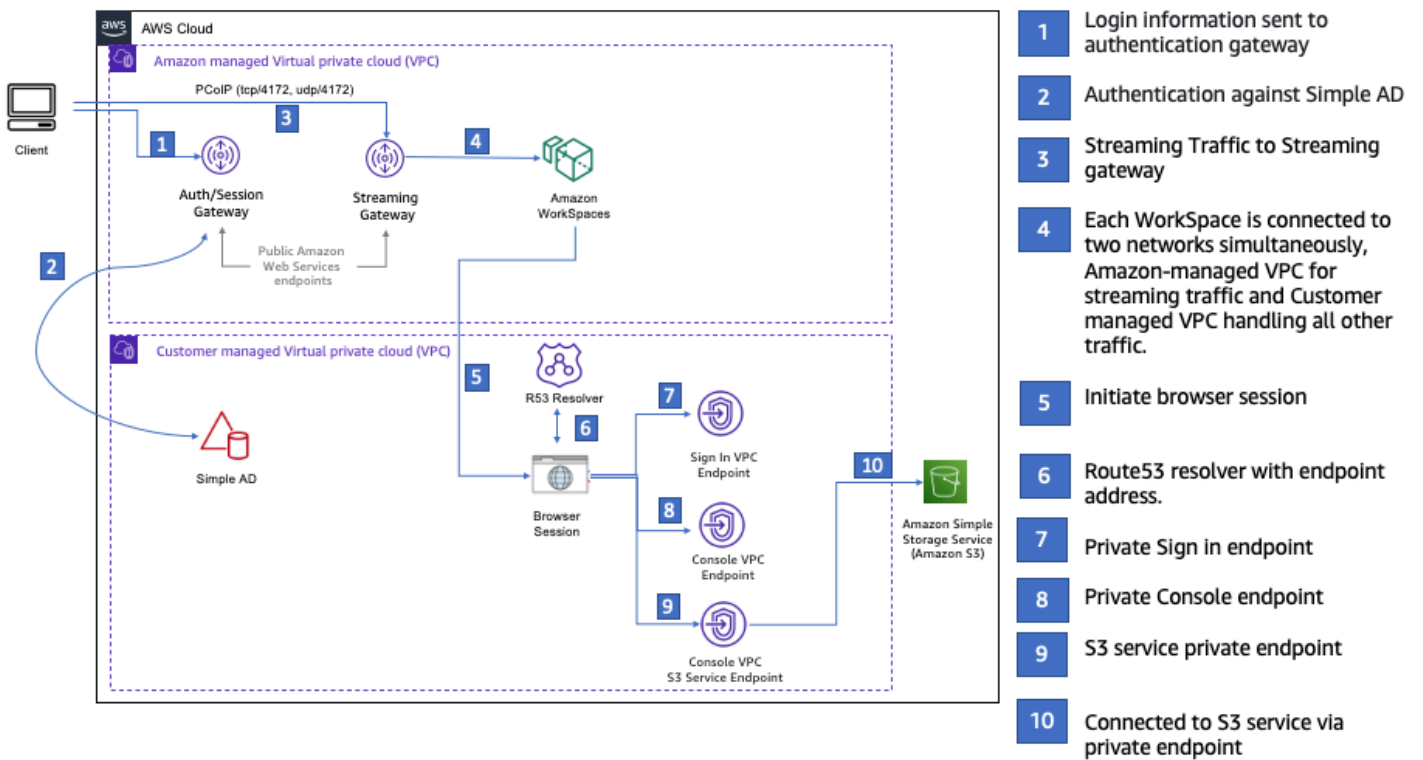 aws
AWS Cloud
Amazon managed Virtual private cloud (VPC)
PCoIP (tcp/4172, udp/4172)
3
Client
1
4
Auth/Session
Gateway
Streaming
Gateway
Amazon
WorkSpaces
Public Amazon
Web Services
endpoints
2
Customer managed Virtual private cloud (VPC)
5
R53 Resolver
6
7
Sign In VPC
Endpoint
Simple AD
Browser
Session
8
Console VPC
Endpoint
9
Console VPC
S3 Service Endpoint
10
Amazon Simple
Storage Service
(Amazon S3)
1
Login information sent to
authentication gateway
2
Authentication against Simple AD
3
Streaming Traffic to Streaming
gateway
4
Each WorkSpace is connected to
two networks simultaneously,
Amazon-managed VPC for
streaming traffic and Customer
managed VPC handling all other
traffic.
5
Initiate browser session
6
Route53 resolver with endpoint
address.
7
Private Sign in endpoint
8
Private Console endpoint
9
S3 service private endpoint
10
Connected to S3 service via
private endpoint